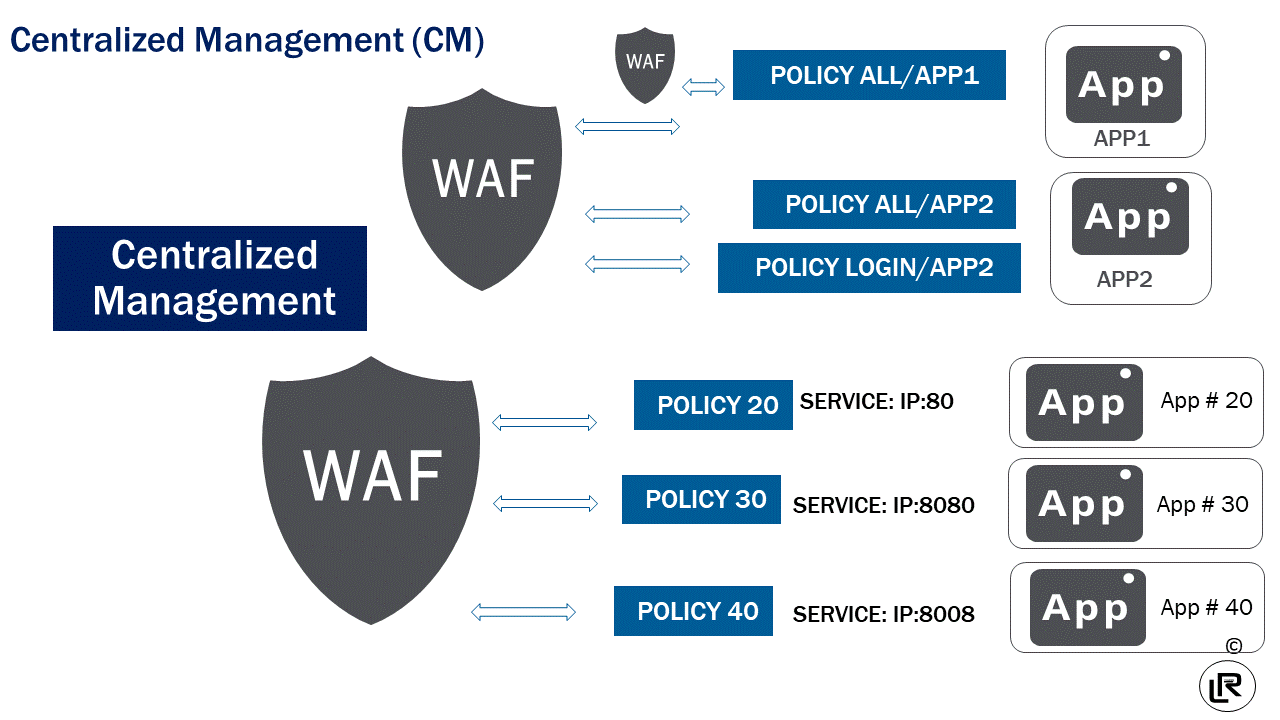 Centralized Management (CM)
WAF
POLICY ALL/APP1
App
APP1
WAF
POLICY ALL/APP2
POLICY LOGIN/APP2
App
APP2
Centralized
Management
WAF
POLICY 20
SERVICE: IP:80
App
App # 20
POLICY 30
SERVICE: IP:8080
App
App # 30
POLICY 40
SERVICE: IP:8008
App
App # 40
©
LR